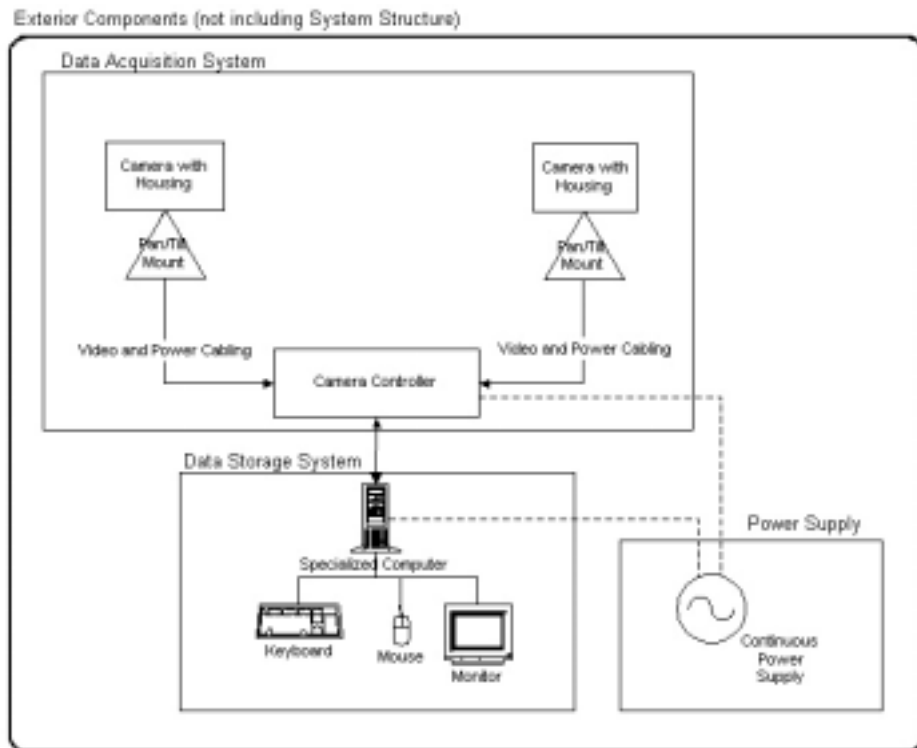 Exterior Components (not including System Structure)
Data Acquisition System
Camera with
Housing
Camera with
Housing
Pan/Tilt
Mount
Pan/Tilt
Mount
Video and Power Cabling
Video and Power Cabling
Camera Controller
Data Storage System
Power Supply
Specialized Computer
Keyboard
Mouse
Monitor
Continuous
Power
Supply